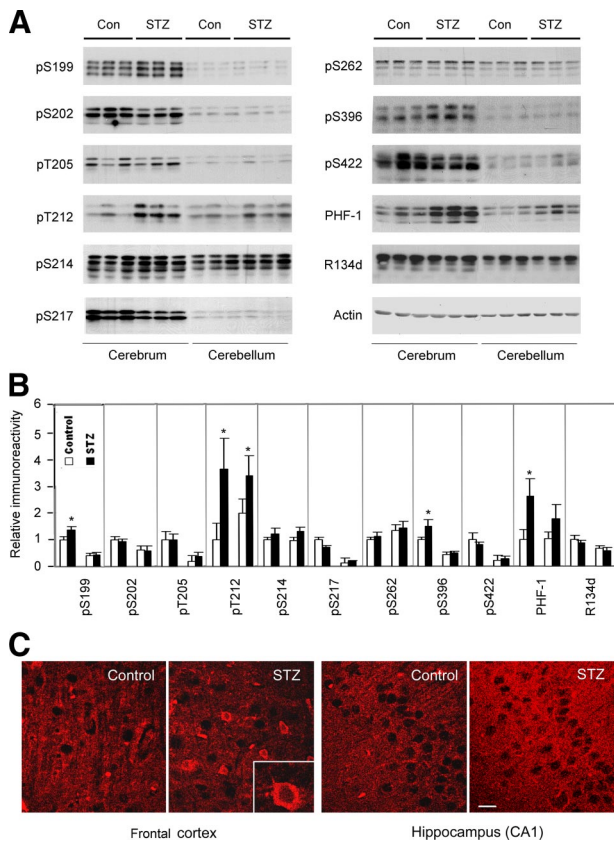 A
Con STZ Con STZ
pS199
pS202
pT205
pT212
pS214
pS217
Cerebrum Cerebellum
Con STZ Con STZ
pS262
pS396
pS422
PHF-1
R134d
Actin
Cerebrum Cerebellum
B
Relative immunoreactivity
6
5
4
3
2
1
0
Control
STZ
* * * * *
pS199 pS202 pT205 pT212 pS214 pS217 pS262 pS396 pS422 PHF-1 R134d
C
Control STZ Control STZ
Frontal cortex Hippocampus (CA1)